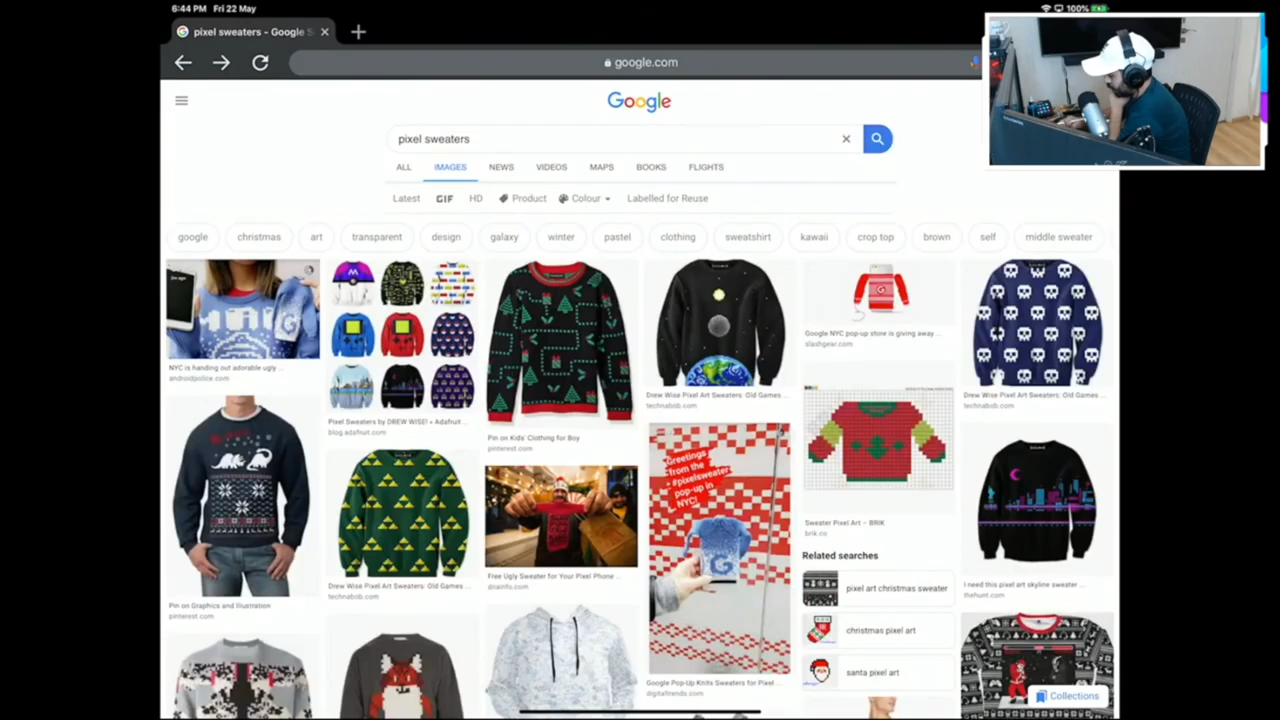 6:44 PM Fri 22 May
100%
pixel sweaters - Google S
google.com
Google
pixel sweaters
ALL IMAGES NEWS VIDEOS MAPS BOOKS FLIGHTS
Latest GIF HD Product Colour Labelled for Reuse
google christmas art transparent design galaxy winter pastel clothing sweatshirt kawaii crop top brown self middle sweater
NYC is handing out adorable ugly ...
androidpolice.com
Pixel Sweaters by DREW WISE! « Adafruit ...
blog.adafruit.com
Pin on Kids' Clothing for Boy
pinterest.com
Drew Wise Pixel Art Sweaters: Old Games ...
technabob.com
Google NYC pop-up store is giving away ...
slashgear.com
Drew Wise Pixel Art Sweaters: Old Games ...
technabob.com
Greetings
from the
#pixelsweater
pop-up in
NYC!
G
Sweater Pixel Art – BRIK
brik.co
Related searches
pixel art christmas sweater
christmas pixel art
santa pixel art
Pin on Graphics and Illustration
pinterest.com
Drew Wise Pixel Art Sweaters: Old Games ...
technabob.com
Free Ugly Sweater for Your Pixel Phone ...
dnainfo.com
Google Pop-Up Knits Sweaters for Pixel ...
digitaltrends.com
I need this pixel art skyline sweater ...
thehunt.com
Collections